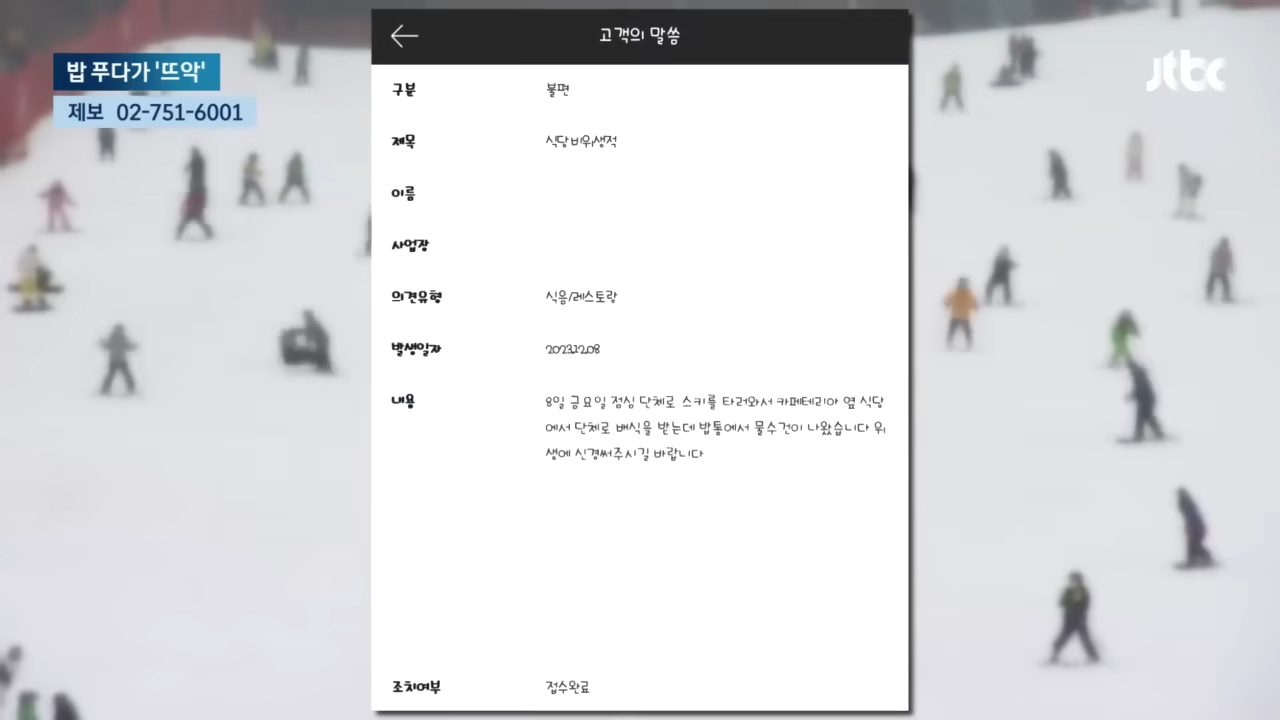 밥 푸다가 '뜨악'
제보 02-751-6001
jtbc
고객의 말씀
구분 불편
제목 식당비위생적
이름
사업장
의견유형 식음/레스토랑
발생일자 2023.12.08
내용 8일 금요일 점심 단체로 스키를 타러와서 카페테리아 옆 식당
에서 단체로 배식을 받는데 밥통에서 물수건이 나왔습니다 위
생에 신경써주시길 바랍니다
조치여부 접수완료